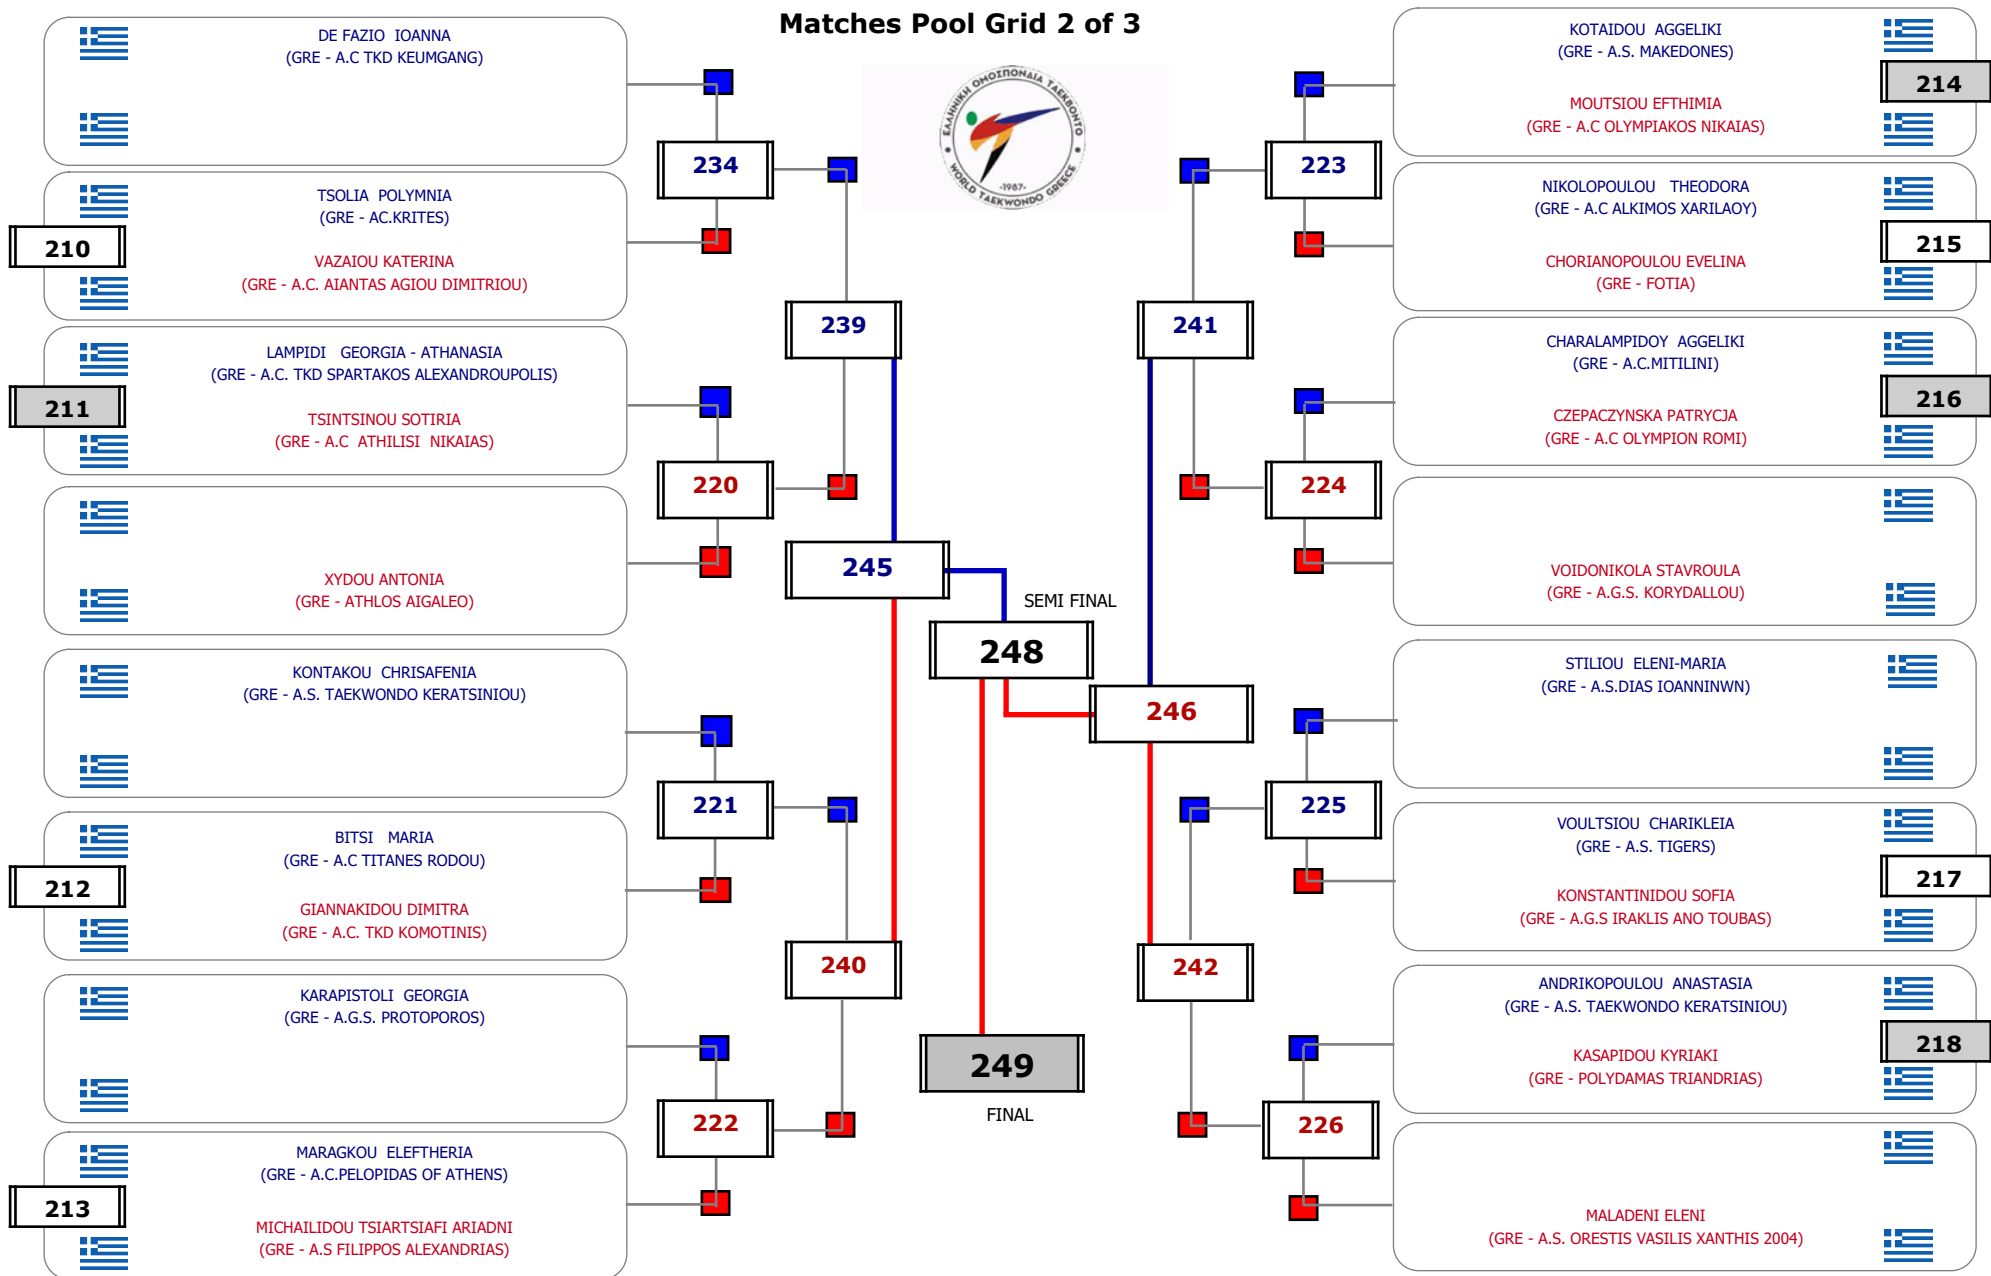 Matches Pool Grid 2 of 3
ΕΛΛΗΝΙΚΗ ΟΜΟΣΠΟΝΔΙΑ ΤΑΕΚΒΟΝΤΟ
-1987-
WORLD TAEKWONDO GREECE
DE FAZIO IOANNA
(GRE - A.C TKD KEUMGANG)
210
TSOLIA POLYMNIA
(GRE - AC.KRITES)
VAZAIOU KATERINA
(GRE - A.C. AIANTAS AGIOU DIMITRIOU)
211
LAMPIDI GEORGIA - ATHANASIA
(GRE - A.C. TKD SPARTAKOS ALEXANDROUPOLIS)
TSINTSINOU SOTIRIA
(GRE - A.C ATHILISI NIKAIAS)
XYDOU ANTONIA
(GRE - ATHLOS AIGALEO)
KONTAKOU CHRISAFENIA
(GRE - A.S. TAEKWONDO KERATSINIOU)
212
BITSI MARIA
(GRE - A.C TITANES RODOU)
GIANNAKIDOU DIMITRA
(GRE - A.C. TKD KOMOTINIS)
KARAPISTOLI GEORGIA
(GRE - A.G.S. PROTOPOROS)
213
MARAGKOU ELEFTHERIA
(GRE - A.C.PELOPIDAS OF ATHENS)
MICHAILIDOU TSIARTSIAFI ARIADNI
(GRE - A.S FILIPPOS ALEXANDRIAS)
234
220
221
222
239
240
245
SEMI FINAL
248
246
249
FINAL
241
242
223
224
225
226
KOTAIDOU AGGELIKI
(GRE - A.S. MAKEDONES)
214
MOUTSIOU EFTHIMIA
(GRE - A.C OLYMPIAKOS NIKAIAS)
NIKOLOPOULOU THEODORA
(GRE - A.C ALKIMOS XARILAOY)
215
CHORIANOPOULOU EVELINA
(GRE - FOTIA)
CHARALAMPIDOY AGGELIKI
(GRE - A.C.MITILINI)
216
CZEPACZYNSKA PATRYCJA
(GRE - A.C OLYMPION ROMI)
VOIDONIKOLA STAVROULA
(GRE - A.G.S. KORYDALLOU)
STILIOU ELENI-MARIA
(GRE - A.S.DIAS IOANNINWN)
VOULTSIOU CHARIKLEIA
(GRE - A.S. TIGERS)
217
KONSTANTINIDOU SOFIA
(GRE - A.G.S IRAKLIS ANO TOUBAS)
ANDRIKOPOULOU ANASTASIA
(GRE - A.S. TAEKWONDO KERATSINIOU)
218
KASAPIDOU KYRIAKI
(GRE - POLYDAMAS TRIANDRIAS)
MALADENI ELENI
(GRE - A.S. ORESTIS VASILIS XANTHIS 2004)